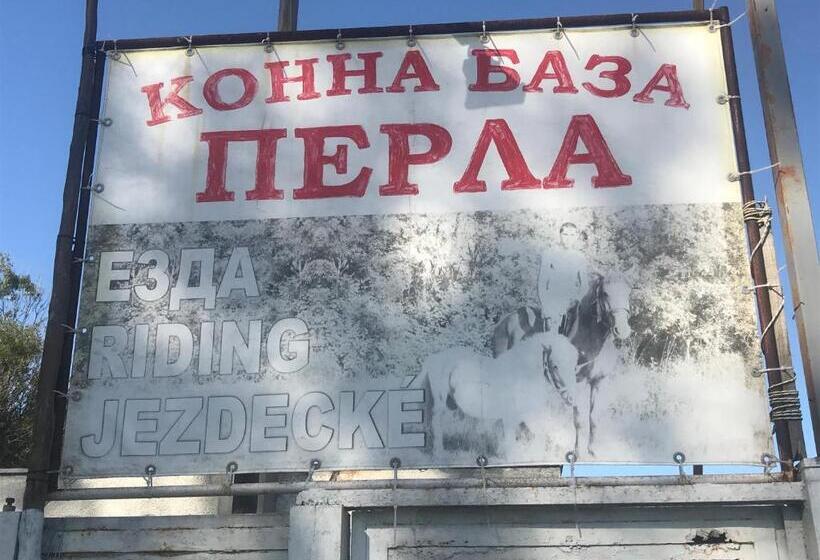 КОННА БАЗА
ПЕРЛА
ЕЗДА
RIDING
JEZDECKÉ